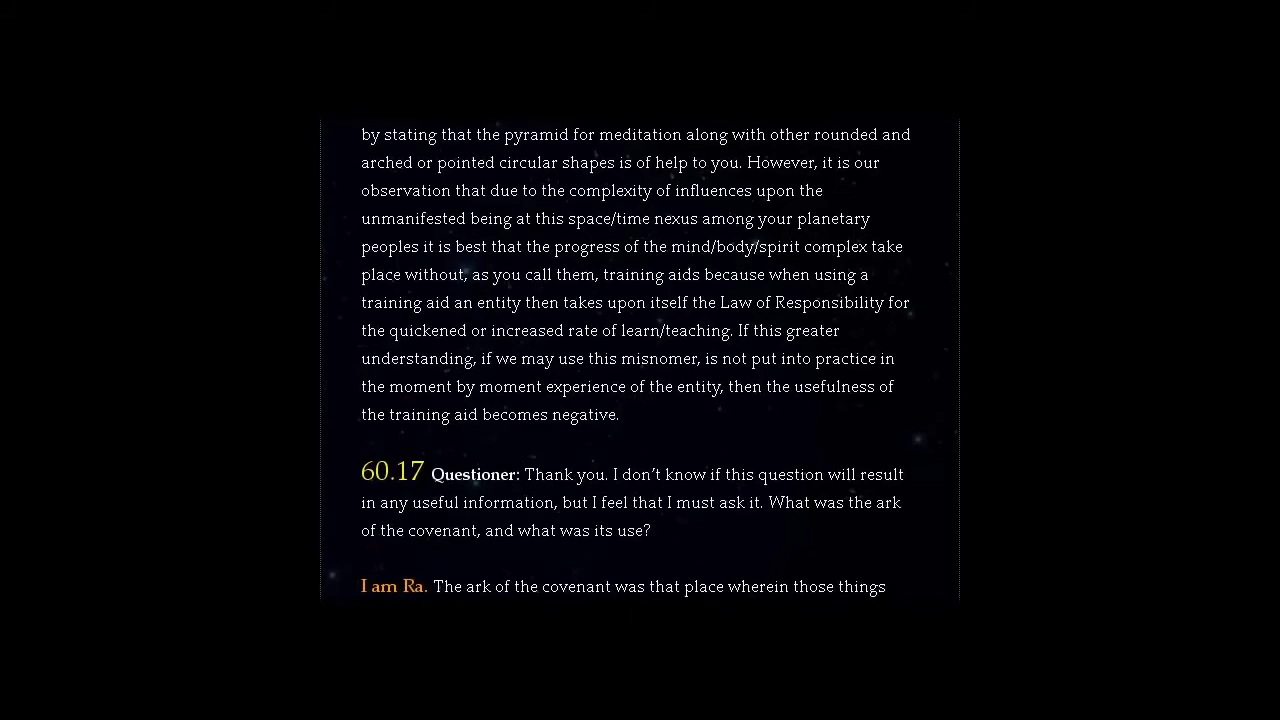 by stating that the pyramid for meditation along with other rounded and
arched or pointed circular shapes is of help to you. However, it is our
observation that due to the complexity of influences upon the
unmanifested being at this space/time nexus among your planetary
peoples it is best that the progress of the mind/body/spirit complex take
place without, as you call them, training aids because when using a
training aid an entity then takes upon itself the Law of Responsibility for
the quickened or increased rate of learn/teaching. If this greater
understanding, if we may use this misnomer, is not put into practice in
the moment by moment experience of the entity, then the usefulness of
the training aid becomes negative.
60.17 Questioner: Thank you. I don’t know if this question will result
in any useful information, but I feel that I must ask it. What was the ark
of the covenant, and what was its use?
I am Ra. The ark of the covenant was that place wherein those things